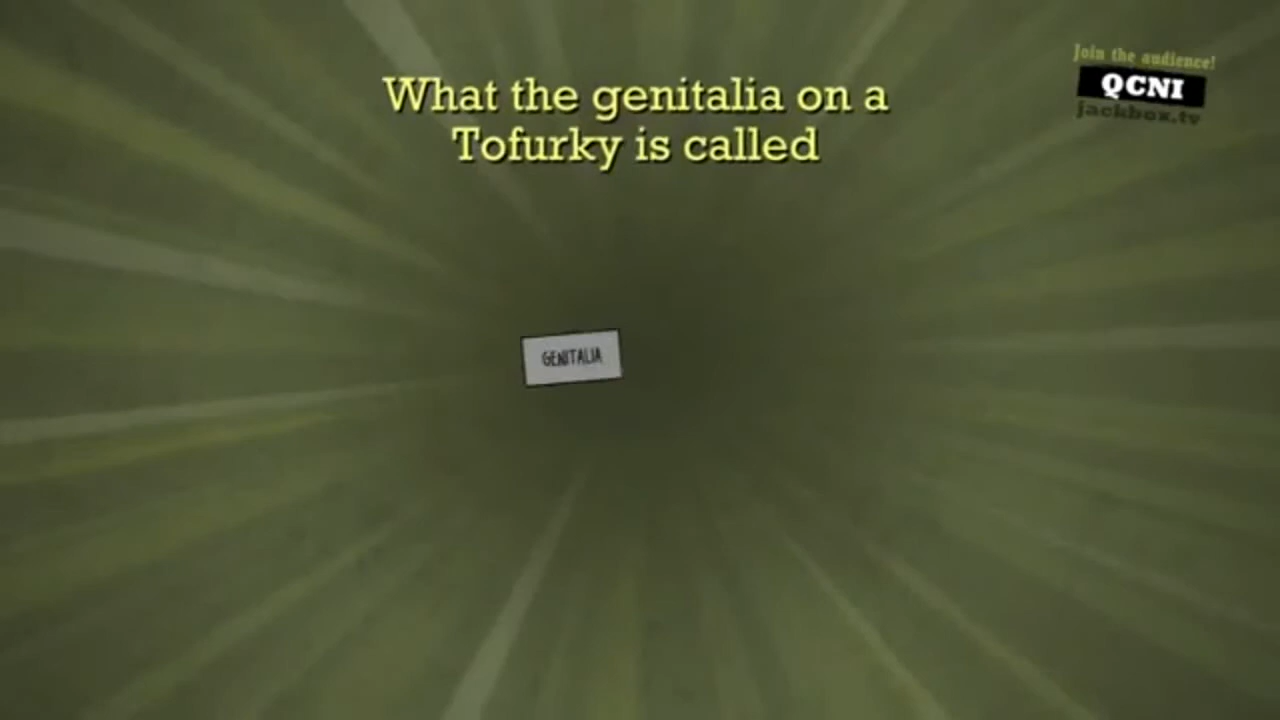 What the genitalia on a
Tofurky is called
Join the audience!
QCNI
jackbox.tv
GENITALIA